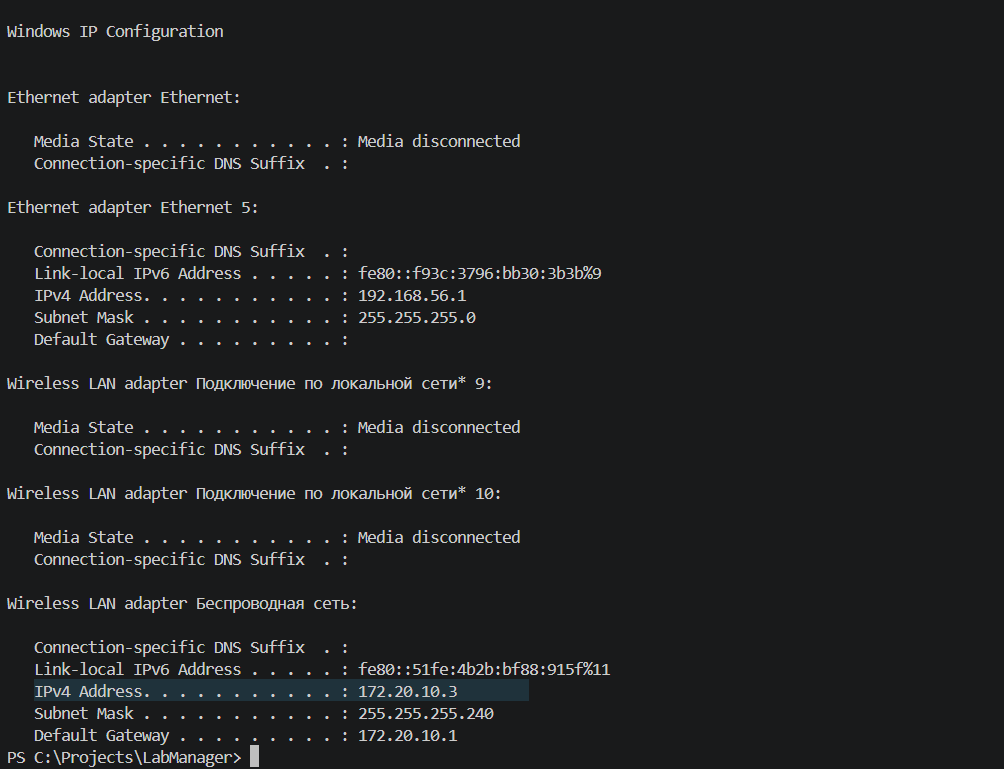 Windows IP Configuration
Ethernet adapter Ethernet:
Media State . . . . . . . . . . . : Media disconnected
Connection-specific DNS Suffix  . :
Ethernet adapter Ethernet 5:
Connection-specific DNS Suffix  . :
Link-local IPv6 Address . . . . . : fe80::f93c:3796:bb30:3b3b%9
IPv4 Address. . . . . . . . . . . : 192.168.56.1
Subnet Mask . . . . . . . . . . . : 255.255.255.0
Default Gateway . . . . . . . . . :
Wireless LAN adapter Подключение по локальной сети* 9:
Media State . . . . . . . . . . . : Media disconnected
Connection-specific DNS Suffix  . :
Wireless LAN adapter Подключение по локальной сети* 10:
Media State . . . . . . . . . . . : Media disconnected
Connection-specific DNS Suffix  . :
Wireless LAN adapter Беспроводная сеть:
Connection-specific DNS Suffix  . :
Link-local IPv6 Address . . . . . : fe80::51fe:4b2b:bf88:915f%11
IPv4 Address. . . . . . . . . . . : 172.20.10.3
Subnet Mask . . . . . . . . . . . : 255.255.255.240
Default Gateway . . . . . . . . . : 172.20.10.1
PS C:\Projects\LabManager>